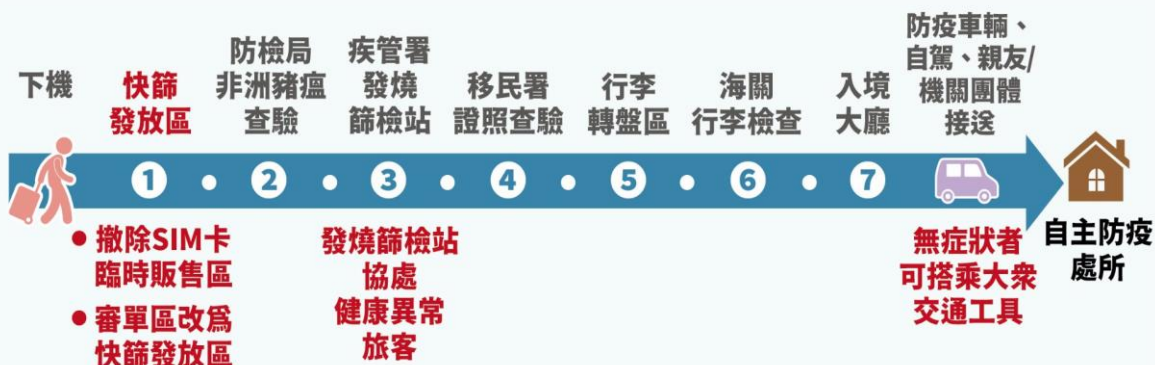 下機
快篩
發放區
防檢局
非洲豬瘟
查驗
疾管署
發燒
篩檢站
移民署
證照查驗
行李
轉盤區
海關
行李檢查
入境
大廳
防疫車輛、
自駕、親友/
機關團體
接送
1
2
3
4
5
6
7
● 撤除SIM卡
臨時販售區
● 審單區改爲
快篩發放區
發燒篩檢站
協處
健康異常
旅客
無症狀者
可搭乘大衆
交通工具
自主防疫
處所